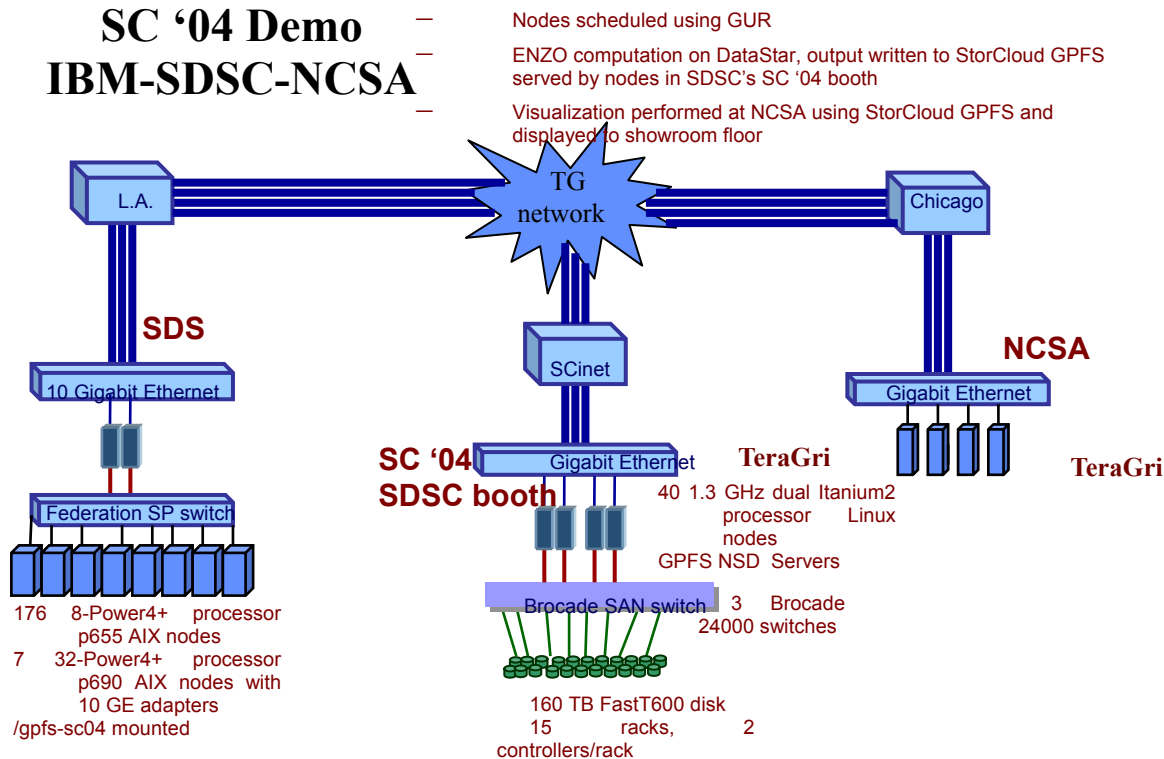 SC ‘04 Demo
IBM-SDSC-NCSA
— Nodes scheduled using GUR
— ENZO computation on DataStar, output written to StorCloud GPFS
served by nodes in SDSC's SC ‘04 booth
— Visualization performed at NCSA using StorCloud GPFS and
displayed to showroom floor
L.A.
TG
network
Chicago
SDS
10 Gigabit Ethernet
Federation SP switch
176 8-Power4+ processor
p655 AIX nodes
7 32-Power4+ processor
p690 AIX nodes with
10 GE adapters
/gpfs-sc04 mounted
SCinet
SC ‘04
SDSC booth
Gigabit Ethernet
TeraGri
40 1.3 GHz dual Itanium2
processor Linux
nodes
GPFS NSD Servers
Brocade SAN switch
3 Brocade
24000 switches
160 TB FastT600 disk
15 racks, 2
controllers/rack
NCSA
Gigabit Ethernet
TeraGri